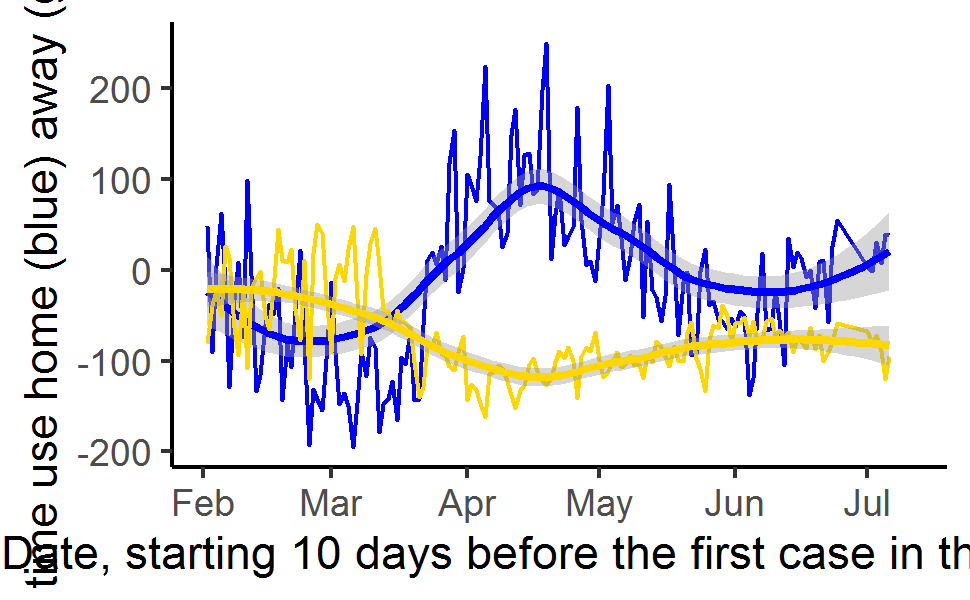 time use home (blue) away (
200
100
0
-100
-200
Feb Mar Apr May Jun Jul
Date, starting 10 days before the first case in th